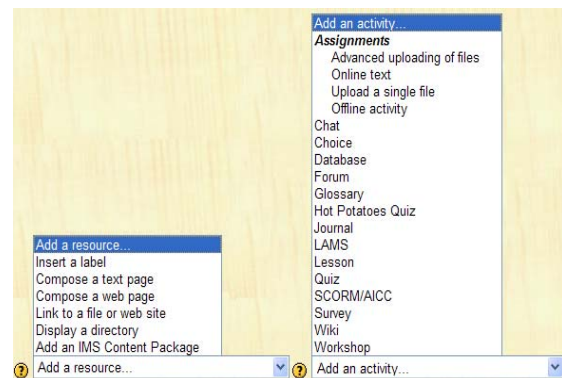 Add a resource...
Insert a label
Compose a text page
Compose a web page
Link to a file or web site
Display a directory
Add an IMS Content Package
? Add a resource...
Add an activity...
Assignments
Advanced uploading of files
Online text
Upload a single file
Offline activity
Chat
Choice
Database
Forum
Glossary
Hot Potatoes Quiz
Journal
LAMS
Lesson
Quiz
SCORM/AICC
Survey
Wiki
Workshop
? Add an activity...